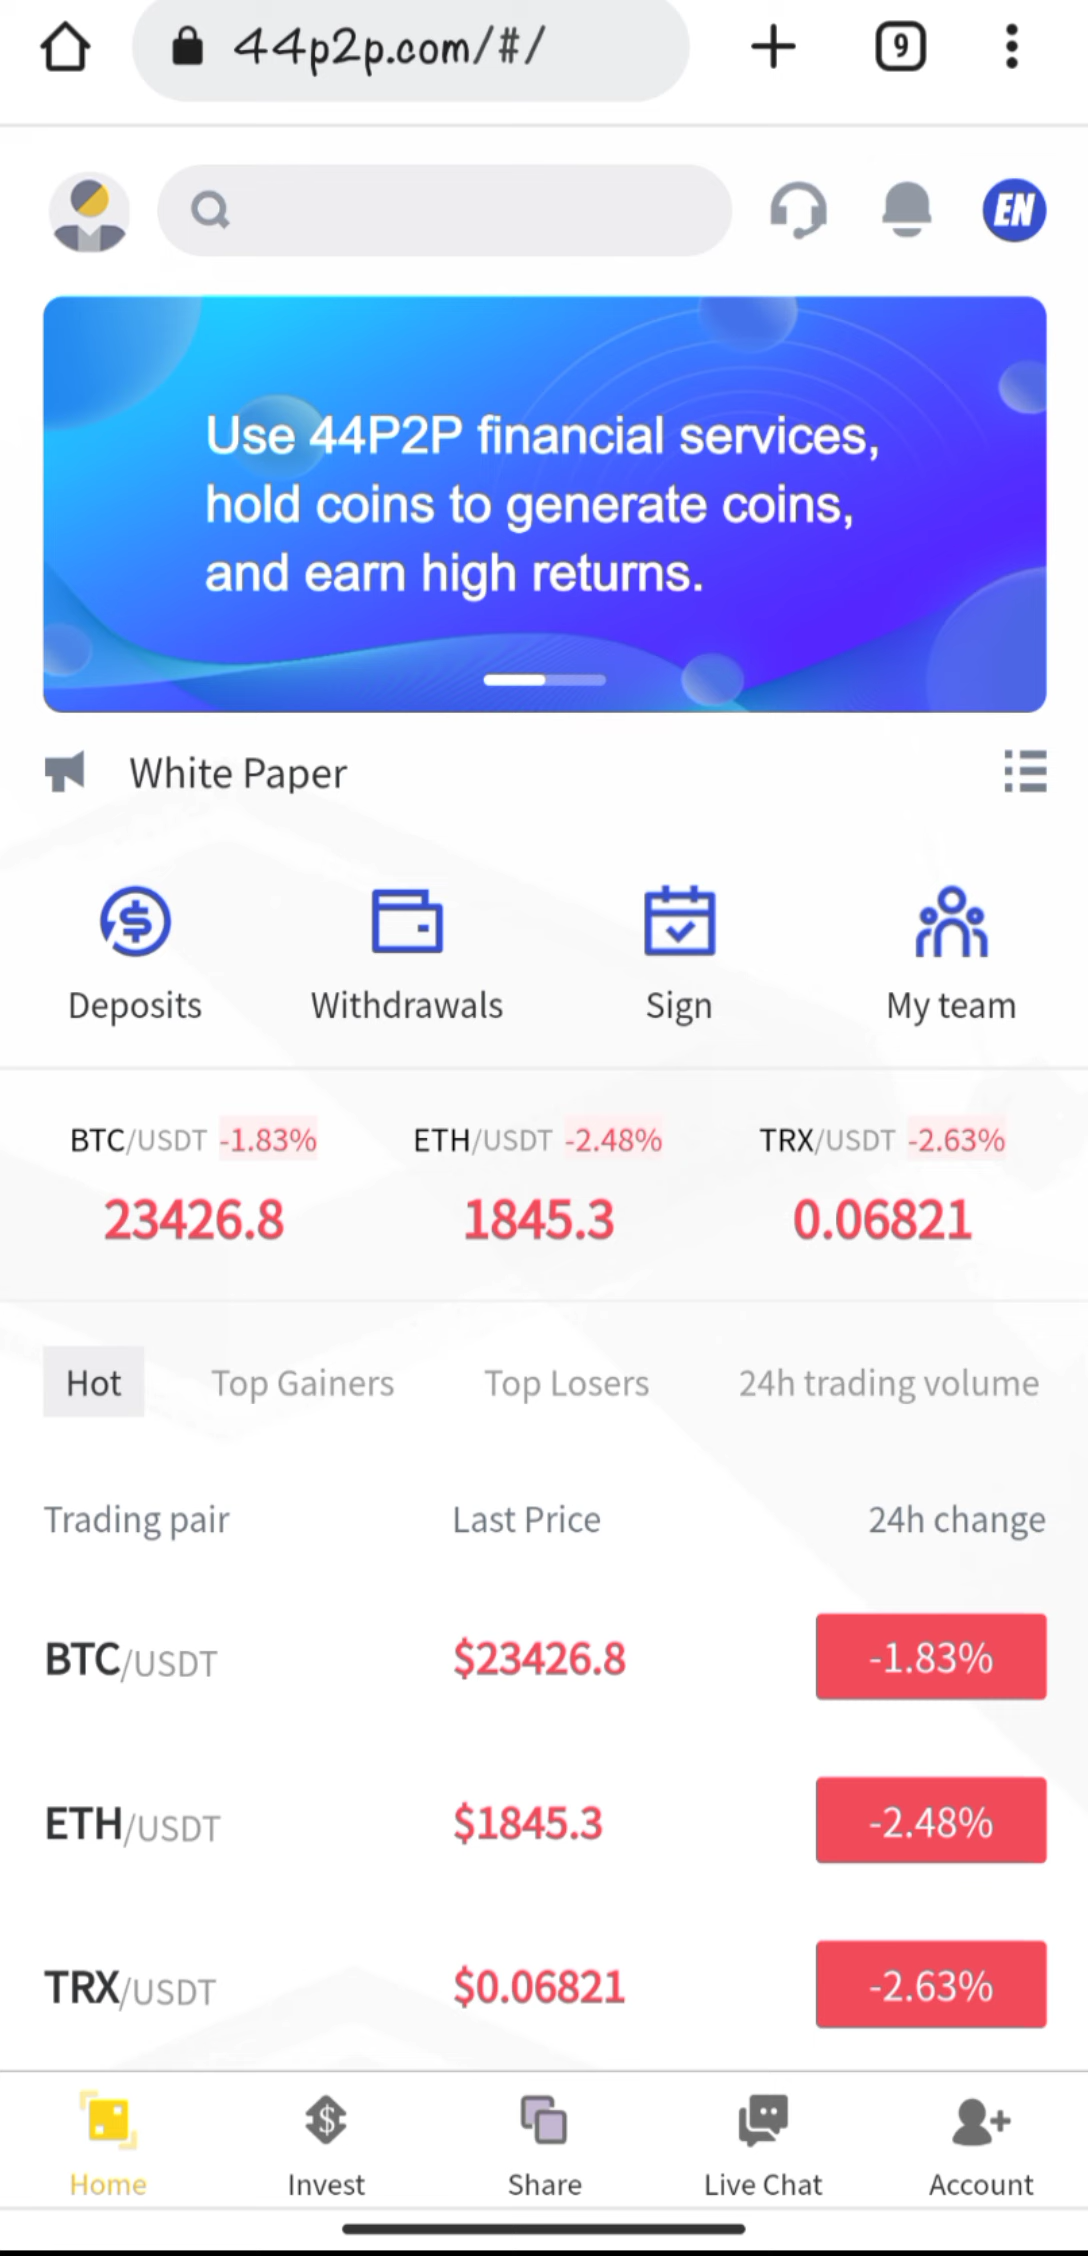 44p2p.com/#/
9
EN
Use 44P2P financial services,
hold coins to generate coins,
and earn high returns.
White Paper
Deposits Withdrawals Sign My team
BTC/USDT -1.83% ETH/USDT -2.48% TRX/USDT -2.63%
23426.8 1845.3 0.06821
Hot Top Gainers Top Losers 24h trading volume
Trading pair Last Price 24h change
BTC/USDT $23426.8 -1.83%
ETH/USDT $1845.3 -2.48%
TRX/USDT $0.06821 -2.63%
Home Invest Share Live Chat Account